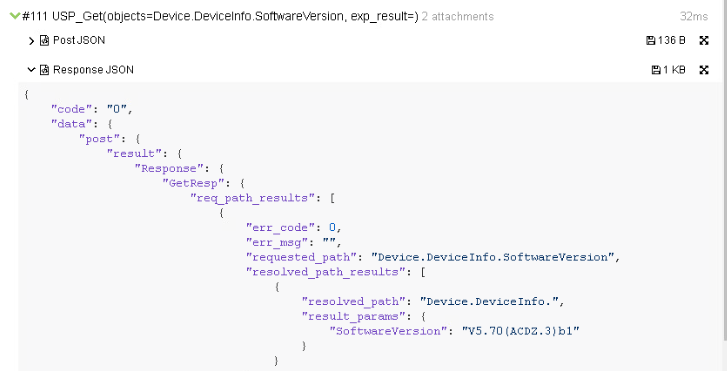 #111 USP_Get(objects=Device.DeviceInfo.SoftwareVersion, exp_result=) 2 attachments 32ms
PostJSON 136 B
Response JSON 1 KB
{
    "code": "0",
    "data": {
        "post": {
            "result": {
                "Response": {
                    "GetResp": {
                        "req_path_results": [
                            {
                                "err_code": 0,
                                "err_msg": "",
                                "requested_path": "Device.DeviceInfo.SoftwareVersion",
                                "resolved_path_results": [
                                    {
                                        "resolved_path": "Device.DeviceInfo.",
                                        "result_params": {
                                            "SoftwareVersion": "V5.70(ACDZ.3)b1"
                                        }
                                    }